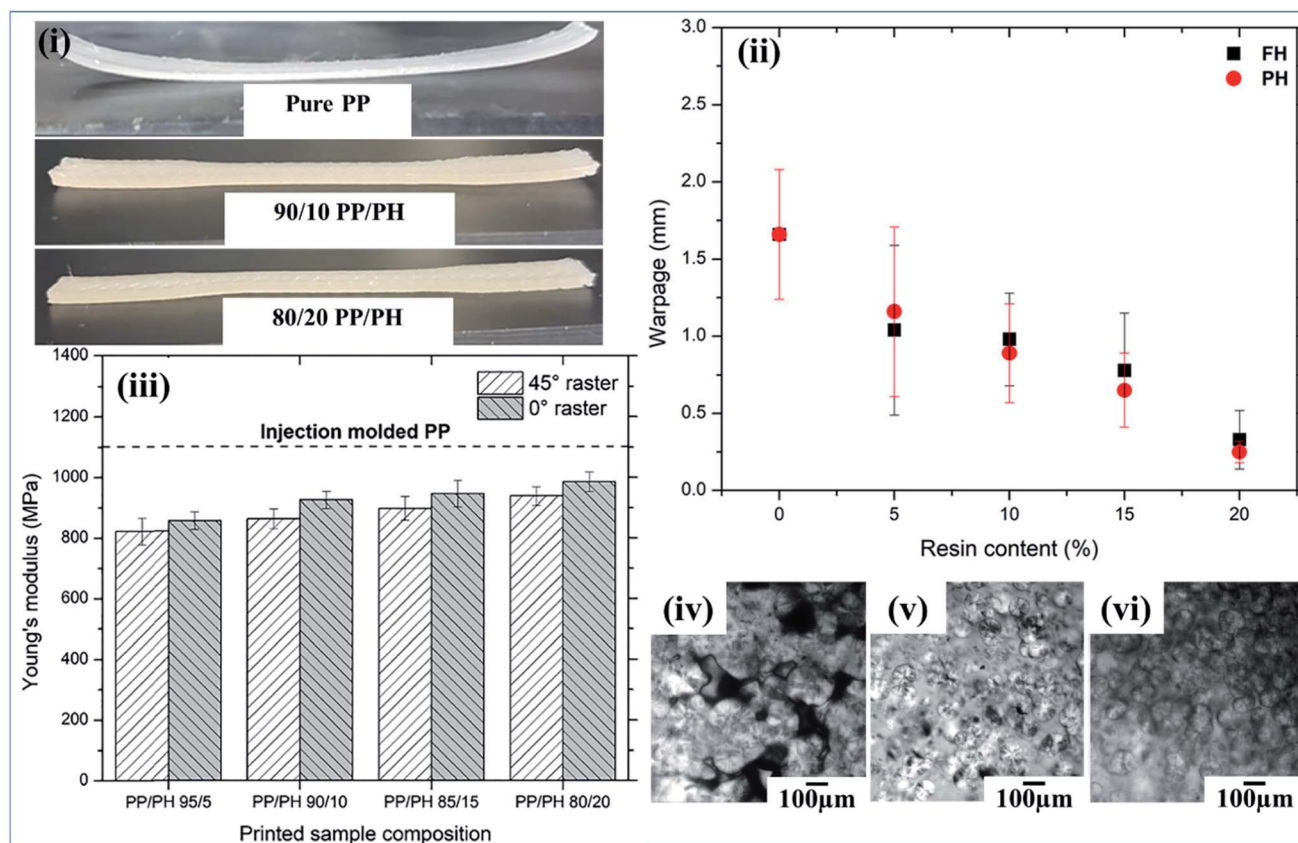 (i)
Pure PP
90/10 PP/PH
80/20 PP/PH
(ii)
FH
PH
3.0
2.5
2.0
1.5
1.0
0.5
0.0
Warpage (mm)
0 5 10 15 20
Resin content (%)
(iii)
45° raster
0° raster
Injection molded PP
1400
1200
1000
800
600
400
200
0
Young's modulus (MPa)
PP/PH 95/5 PP/PH 90/10 PP/PH 85/15 PP/PH 80/20
Printed sample composition
(iv)
100µm
(v)
100µm
(vi)
100µm